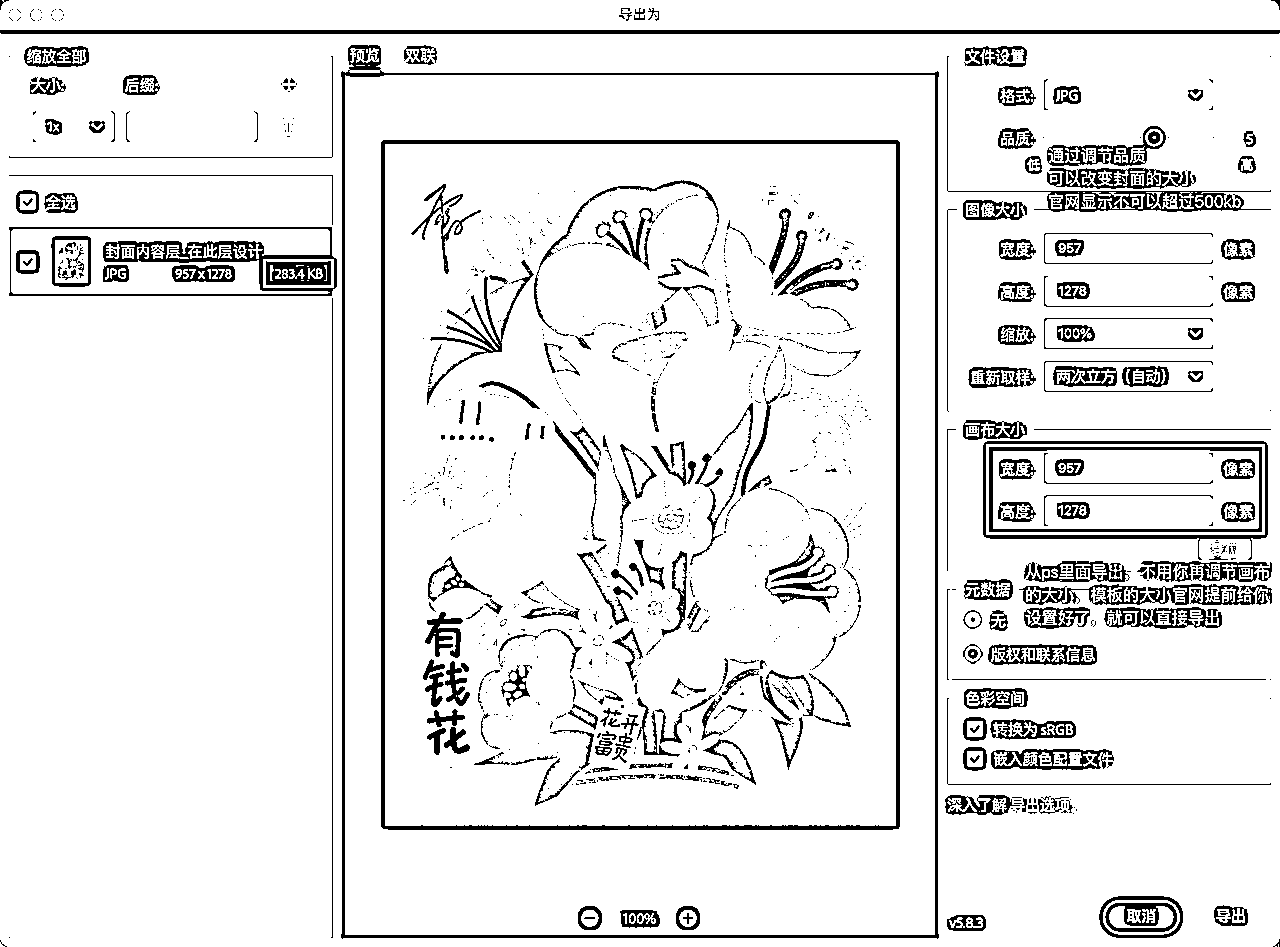 导出为
缩放全部
大小: 后缀:
1x
全选
封面内容层_在此层设计
JPG 957 x 1278 283.4 KB
预览 双联
有钱花
花开
富贵
100%
文件设置
格式: JPG
品质: 5
低 高
通过调节品质
可以改变封面的大小
官网显示不可以超过500kb
图像大小
宽度: 957 像素
高度: 1278 像素
缩放: 100%
重新取样: 两次立方（自动）
画布大小
宽度: 957 像素
高度: 1278 像素
从ps里面导出，不用你再调节画布
的大小，模板的大小官网提前给你
设置好了。就可以直接导出
元数据
无
版权和联系信息
色彩空间
转换为 sRGB
嵌入颜色配置文件
深入了解导出选项。
v5.8.3
取消 导出